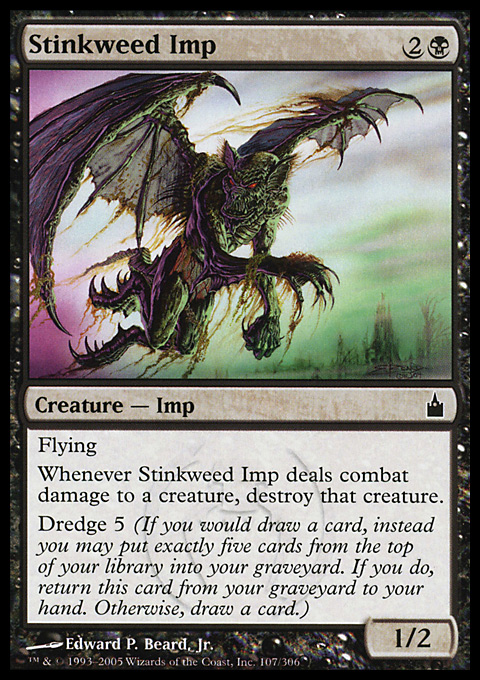 Stinkweed Imp 2
Creature — Imp
Flying
Whenever Stinkweed Imp deals combat
damage to a creature, destroy that creature.
Dredge 5 (If you would draw a card, instead
you may put exactly five cards from the top
of your library into your graveyard. If you do,
return this card from your graveyard to your
hand. Otherwise, draw a card.)
Edward P. Beard, Jr.
1/2
™ & © 1993–2005 Wizards of the Coast, Inc. 107/306